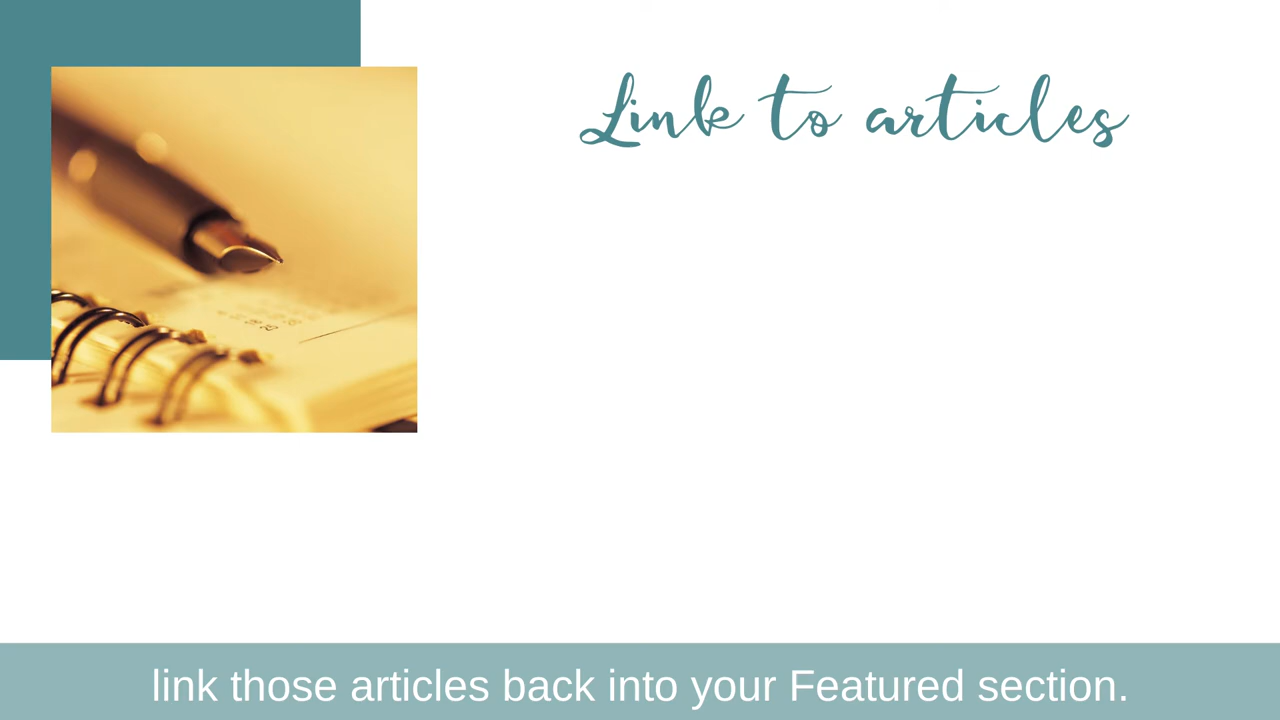 Link to articles
link those articles back into your Featured section.